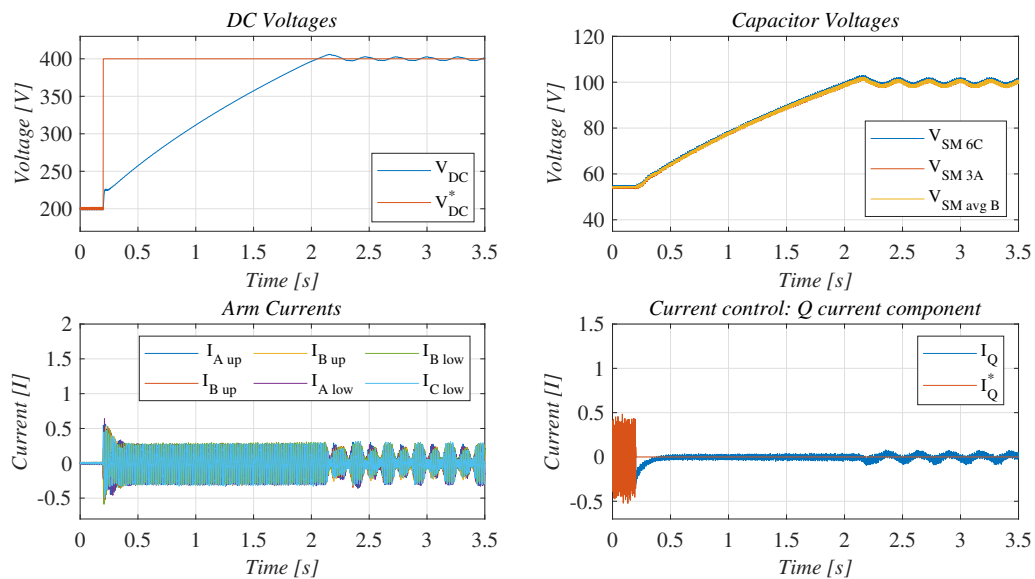 DC Voltages
Voltage [V]
400
300
200
V_DC
V*_DC
0 0.5 1 1.5 2 2.5 3 3.5
Time [s]
Capacitor Voltages
Voltage [V]
120
100
80
60
40
V_SM 6C
V_SM 3A
V_SM avg B
0 0.5 1 1.5 2 2.5 3 3.5
Time [s]
Arm Currents
Current [I]
2
1.5
1
0.5
0
-0.5
I_A up I_B up I_B low
I_B up I_A low I_C low
0 0.5 1 1.5 2 2.5 3 3.5
Time [s]
Current control: Q current component
Current [I]
1.5
1
0.5
0
-0.5
I_Q
I*_Q
0 0.5 1 1.5 2 2.5 3 3.5
Time [s]